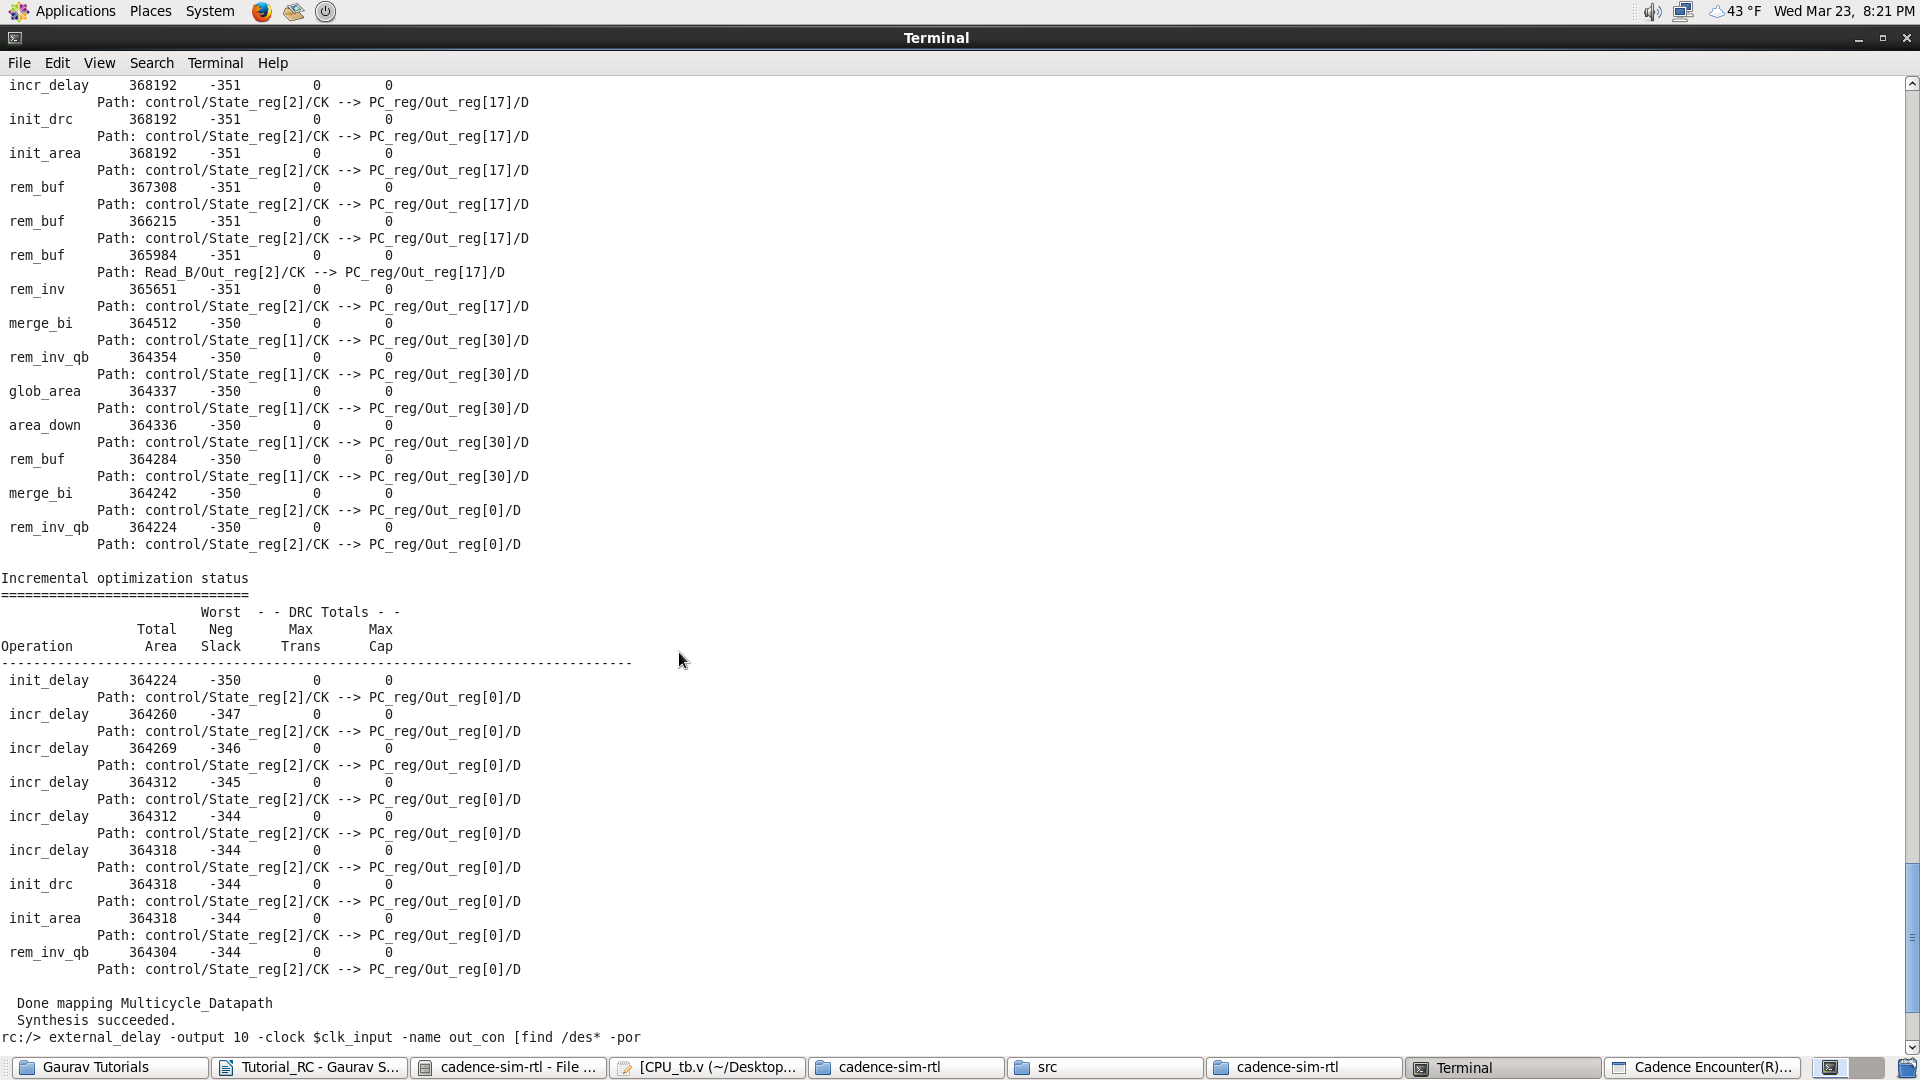 Applications Places System 43 °F Wed Mar 23, 8:21 PM
Terminal
File Edit View Search Terminal Help
incr_delay 368192 -351 0 0
Path: control/State_reg[2]/CK --> PC_reg/Out_reg[17]/D
init_drc 368192 -351 0 0
Path: control/State_reg[2]/CK --> PC_reg/Out_reg[17]/D
init_area 368192 -351 0 0
Path: control/State_reg[2]/CK --> PC_reg/Out_reg[17]/D
rem_buf 367308 -351 0 0
Path: control/State_reg[2]/CK --> PC_reg/Out_reg[17]/D
rem_buf 366215 -351 0 0
Path: control/State_reg[2]/CK --> PC_reg/Out_reg[17]/D
rem_buf 365984 -351 0 0
Path: Read_B/Out_reg[2]/CK --> PC_reg/Out_reg[17]/D
rem_inv 365651 -351 0 0
Path: control/State_reg[2]/CK --> PC_reg/Out_reg[17]/D
merge_bi 364512 -350 0 0
Path: control/State_reg[1]/CK --> PC_reg/Out_reg[30]/D
rem_inv_qb 364354 -350 0 0
Path: control/State_reg[1]/CK --> PC_reg/Out_reg[30]/D
glob_area 364337 -350 0 0
Path: control/State_reg[1]/CK --> PC_reg/Out_reg[30]/D
area_down 364336 -350 0 0
Path: control/State_reg[1]/CK --> PC_reg/Out_reg[30]/D
rem_buf 364284 -350 0 0
Path: control/State_reg[1]/CK --> PC_reg/Out_reg[30]/D
merge_bi 364242 -350 0 0
Path: control/State_reg[2]/CK --> PC_reg/Out_reg[0]/D
rem_inv_qb 364224 -350 0 0
Path: control/State_reg[2]/CK --> PC_reg/Out_reg[0]/D
Incremental optimization status
===============================
Worst - - DRC Totals - -
Total Neg Max Max
Operation Area Slack Trans Cap
-------------------------------------------------------------------------------
init_delay 364224 -350 0 0
Path: control/State_reg[2]/CK --> PC_reg/Out_reg[0]/D
incr_delay 364260 -347 0 0
Path: control/State_reg[2]/CK --> PC_reg/Out_reg[0]/D
incr_delay 364269 -346 0 0
Path: control/State_reg[2]/CK --> PC_reg/Out_reg[0]/D
incr_delay 364312 -345 0 0
Path: control/State_reg[2]/CK --> PC_reg/Out_reg[0]/D
incr_delay 364312 -344 0 0
Path: control/State_reg[2]/CK --> PC_reg/Out_reg[0]/D
incr_delay 364318 -344 0 0
Path: control/State_reg[2]/CK --> PC_reg/Out_reg[0]/D
init_drc 364318 -344 0 0
Path: control/State_reg[2]/CK --> PC_reg/Out_reg[0]/D
init_area 364318 -344 0 0
Path: control/State_reg[2]/CK --> PC_reg/Out_reg[0]/D
rem_inv_qb 364304 -344 0 0
Path: control/State_reg[2]/CK --> PC_reg/Out_reg[0]/D
Done mapping Multicycle_Datapath
Synthesis succeeded.
rc:/> external_delay -output 10 -clock $clk_input -name out_con [find /des* -por
Gaurav Tutorials Tutorial_RC - Gaurav S... cadence-sim-rtl - File ... [CPU_tb.v (~/Desktop... cadence-sim-rtl src cadence-sim-rtl Terminal Cadence Encounter(R)...